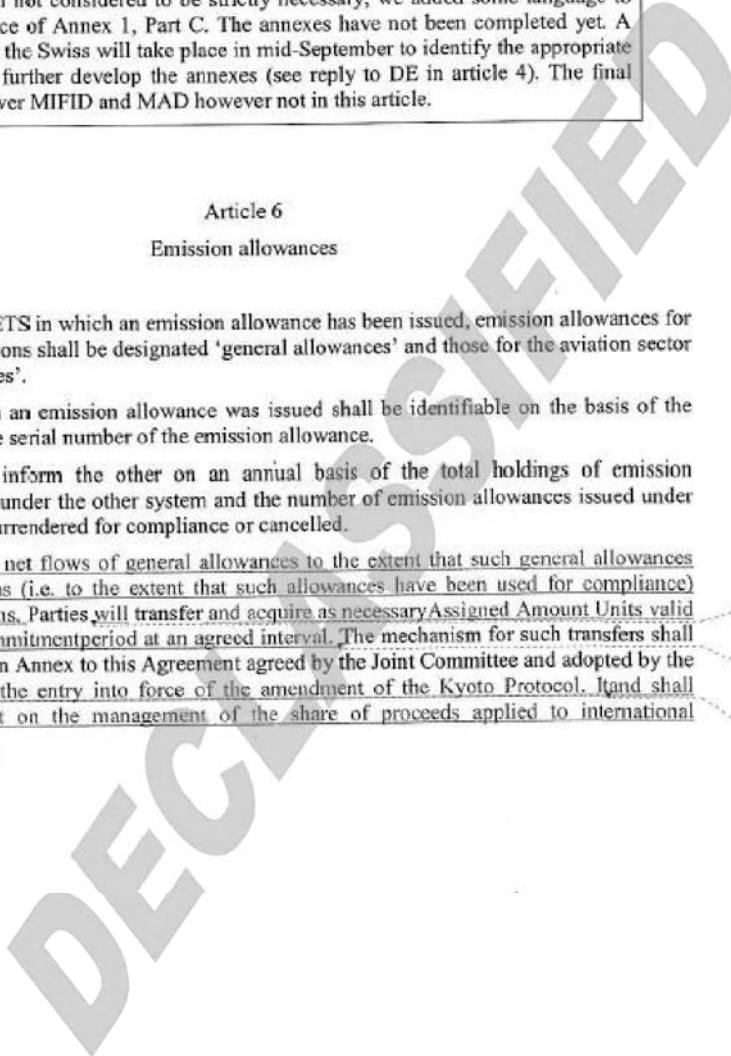 not considered to be strictly necessary, we added some language to
ce of Annex 1, Part C. The annexes have not been completed yet. A
the Swiss will take place in mid-September to identify the appropriate
further develop the annexes (see reply to DE in article 4). The final
ver MIFID and MAD however not in this article.
Article 6
Emission allowances
ETS in which an emission allowance has been issued, emission allowances for
ons shall be designated ‘general allowances’ and those for the aviation sector
es’.
an emission allowance was issued shall be identifiable on the basis of the
e serial number of the emission allowance.
inform the other on an annual basis of the total holdings of emission
under the other system and the number of emission allowances issued under
urrendered for compliance or cancelled.
net flows of general allowances to the extent that such general allowances
s (i.e. to the extent that such allowances have been used for compliance)
ns. Parties will transfer and acquire as necessaryAssigned Amount Units valid
mmitmentperiod at an agreed interval. The mechanism for such transfers shall
n Annex to this Agreement agreed by the Joint Committee and adopted by the
the entry into force of the amendment of the Kyoto Protocol. Itand shall
t on the management of the share of proceeds applied to international
DECLASSIFIED